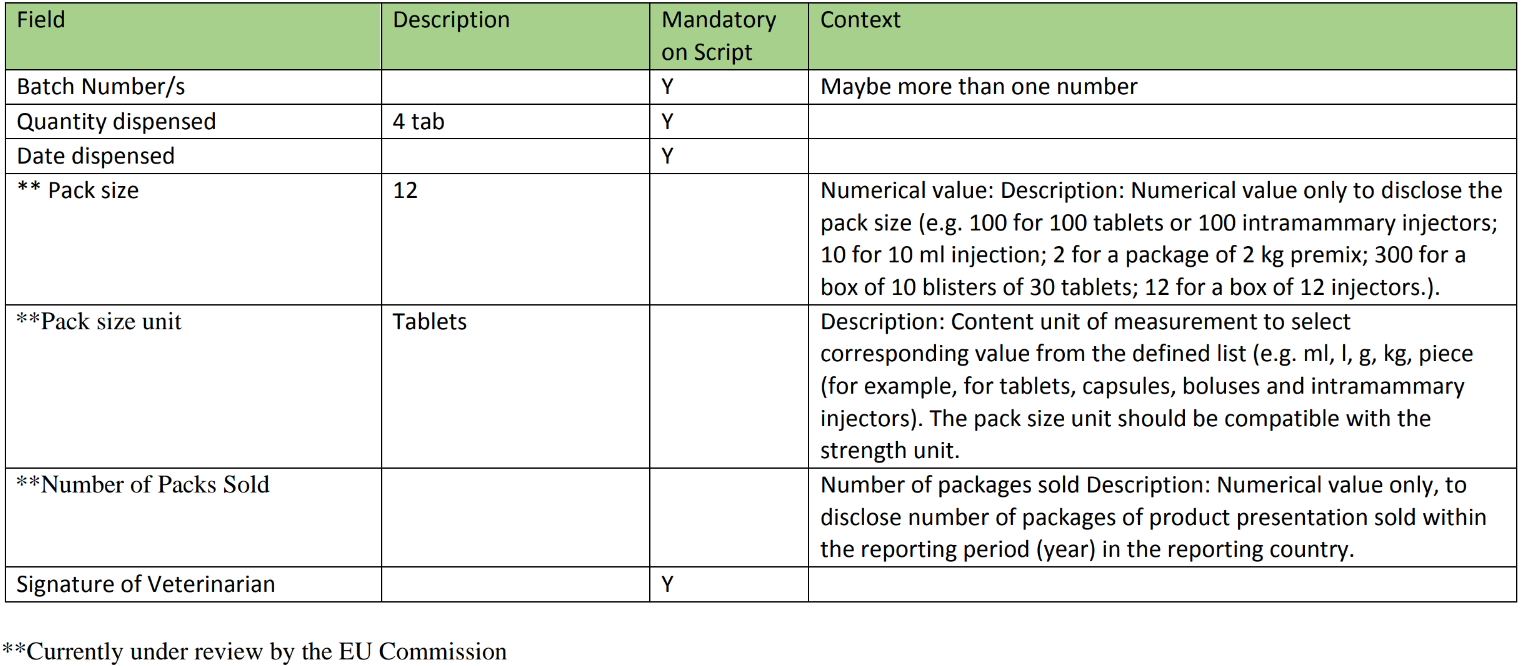 Field Description Mandatory on Script Context
Batch Number/s Y Maybe more than one number
Quantity dispensed 4 tab Y
Date dispensed Y
** Pack size 12 Numerical value: Description: Numerical value only to disclose the
pack size (e.g. 100 for 100 tablets or 100 intramammary injectors;
10 for 10 ml injection; 2 for a package of 2 kg premix; 300 for a
box of 10 blisters of 30 tablets; 12 for a box of 12 injectors.).
**Pack size unit Tablets Description: Content unit of measurement to select
corresponding value from the defined list (e.g. ml, l, g, kg, piece
(for example, for tablets, capsules, boluses and intramammary
injectors). The pack size unit should be compatible with the
strength unit.
**Number of Packs Sold Number of packages sold Description: Numerical value only, to
disclose number of packages of product presentation sold within
the reporting period (year) in the reporting country.
Signature of Veterinarian Y
**Currently under review by the EU Commission